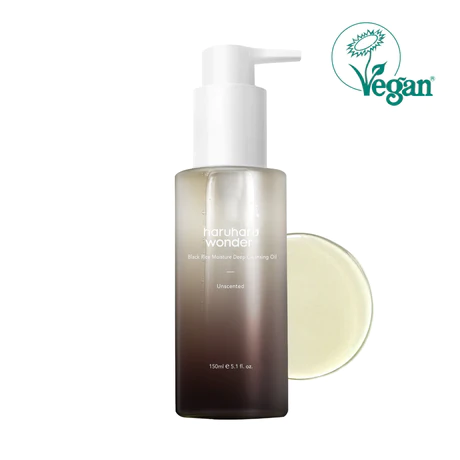 Vegan®
haruharu
wonder
Black Rice Moisture Deep Cleansing Oil
Unscented
150ml ℮ 5.1 fl. oz.